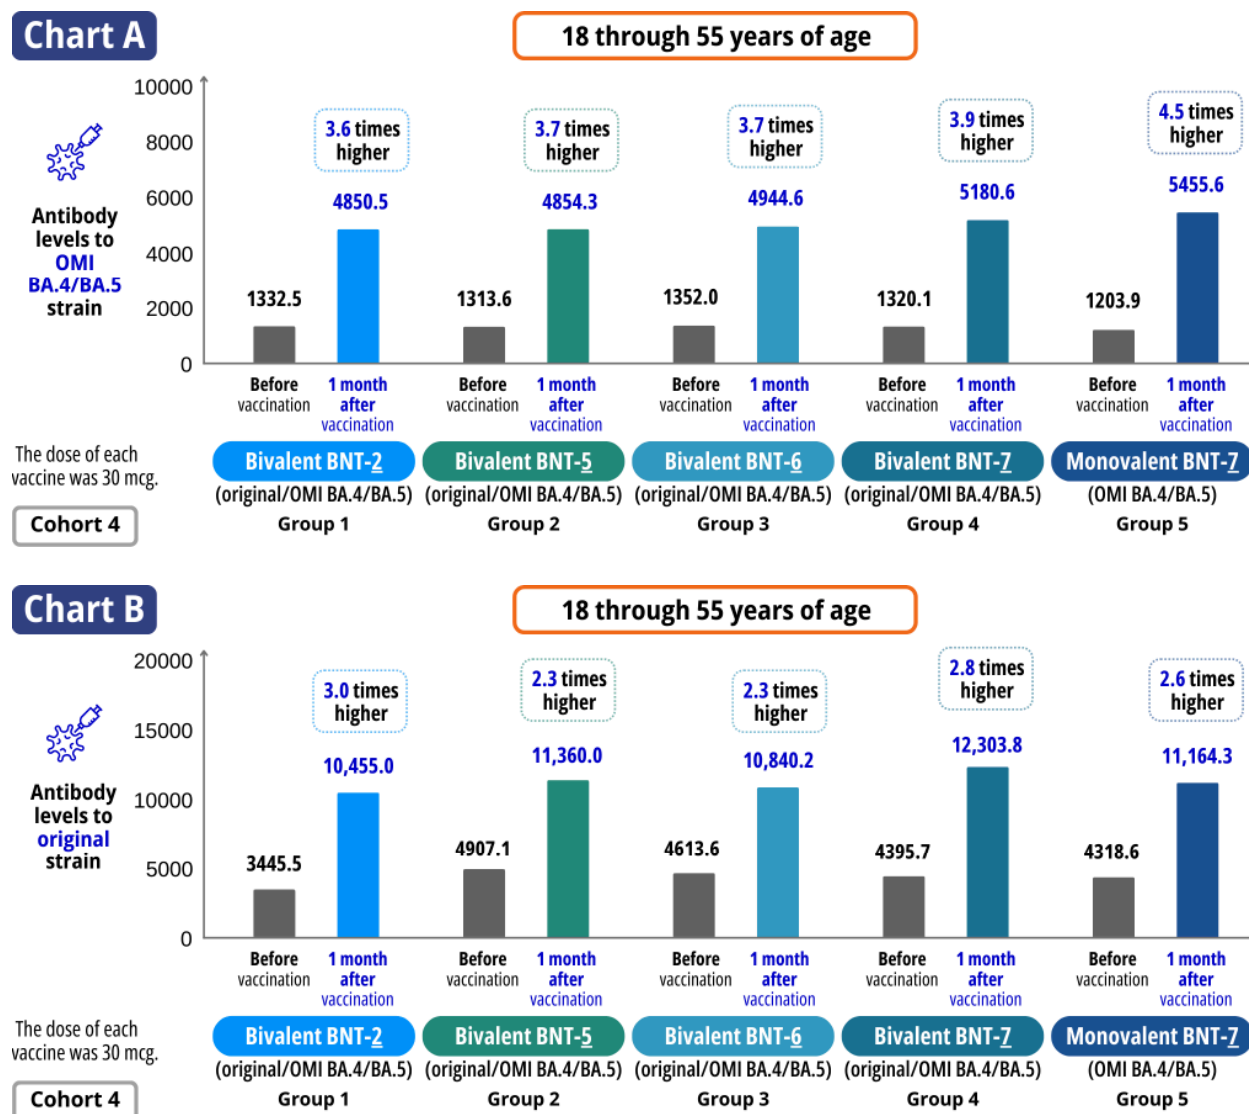 Chart A
18 through 55 years of age
10000
8000
6000
4000
2000
0
Antibody
levels to
OMI
BA.4/BA.5
strain
3.6 times
higher
3.7 times
higher
3.7 times
higher
3.9 times
higher
4.5 times
higher
1332.5
4850.5
1313.6
4854.3
1352.0
4944.6
1320.1
5180.6
1203.9
5455.6
Before
vaccination
1 month
after
vaccination
Before
vaccination
1 month
after
vaccination
Before
vaccination
1 month
after
vaccination
Before
vaccination
1 month
after
vaccination
Before
vaccination
1 month
after
vaccination
The dose of each
vaccine was 30 mcg.
Cohort 4
Bivalent BNT-2
(original/OMI BA.4/BA.5)
Group 1
Bivalent BNT-5
(original/OMI BA.4/BA.5)
Group 2
Bivalent BNT-6
(original/OMI BA.4/BA.5)
Group 3
Bivalent BNT-7
(original/OMI BA.4/BA.5)
Group 4
Monovalent BNT-7
(OMI BA.4/BA.5)
Group 5
Chart B
18 through 55 years of age
20000
15000
10000
5000
0
Antibody
levels to
original
strain
3.0 times
higher
2.3 times
higher
2.3 times
higher
2.8 times
higher
2.6 times
higher
3445.5
10,455.0
4907.1
11,360.0
4613.6
10,840.2
4395.7
12,303.8
4318.6
11,164.3
Before
vaccination
1 month
after
vaccination
Before
vaccination
1 month
after
vaccination
Before
vaccination
1 month
after
vaccination
Before
vaccination
1 month
after
vaccination
Before
vaccination
1 month
after
vaccination
The dose of each
vaccine was 30 mcg.
Cohort 4
Bivalent BNT-2
(original/OMI BA.4/BA.5)
Group 1
Bivalent BNT-5
(original/OMI BA.4/BA.5)
Group 2
Bivalent BNT-6
(original/OMI BA.4/BA.5)
Group 3
Bivalent BNT-7
(original/OMI BA.4/BA.5)
Group 4
Monovalent BNT-7
(OMI BA.4/BA.5)
Group 5